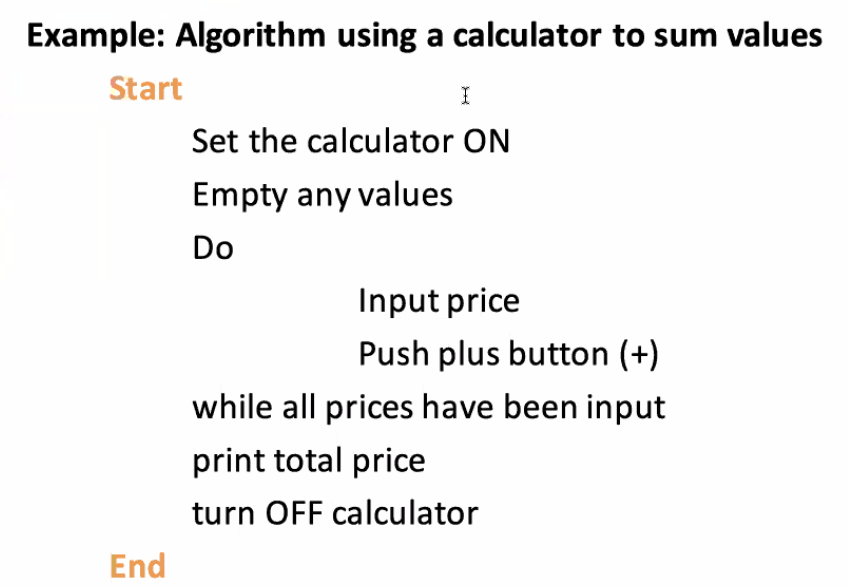 Example: Algorithm using a calculator to sum values
Start
Set the calculator ON
Empty any values
Do
Input price
Push plus button (+)
while all prices have been input
print total price
turn OFF calculator
End